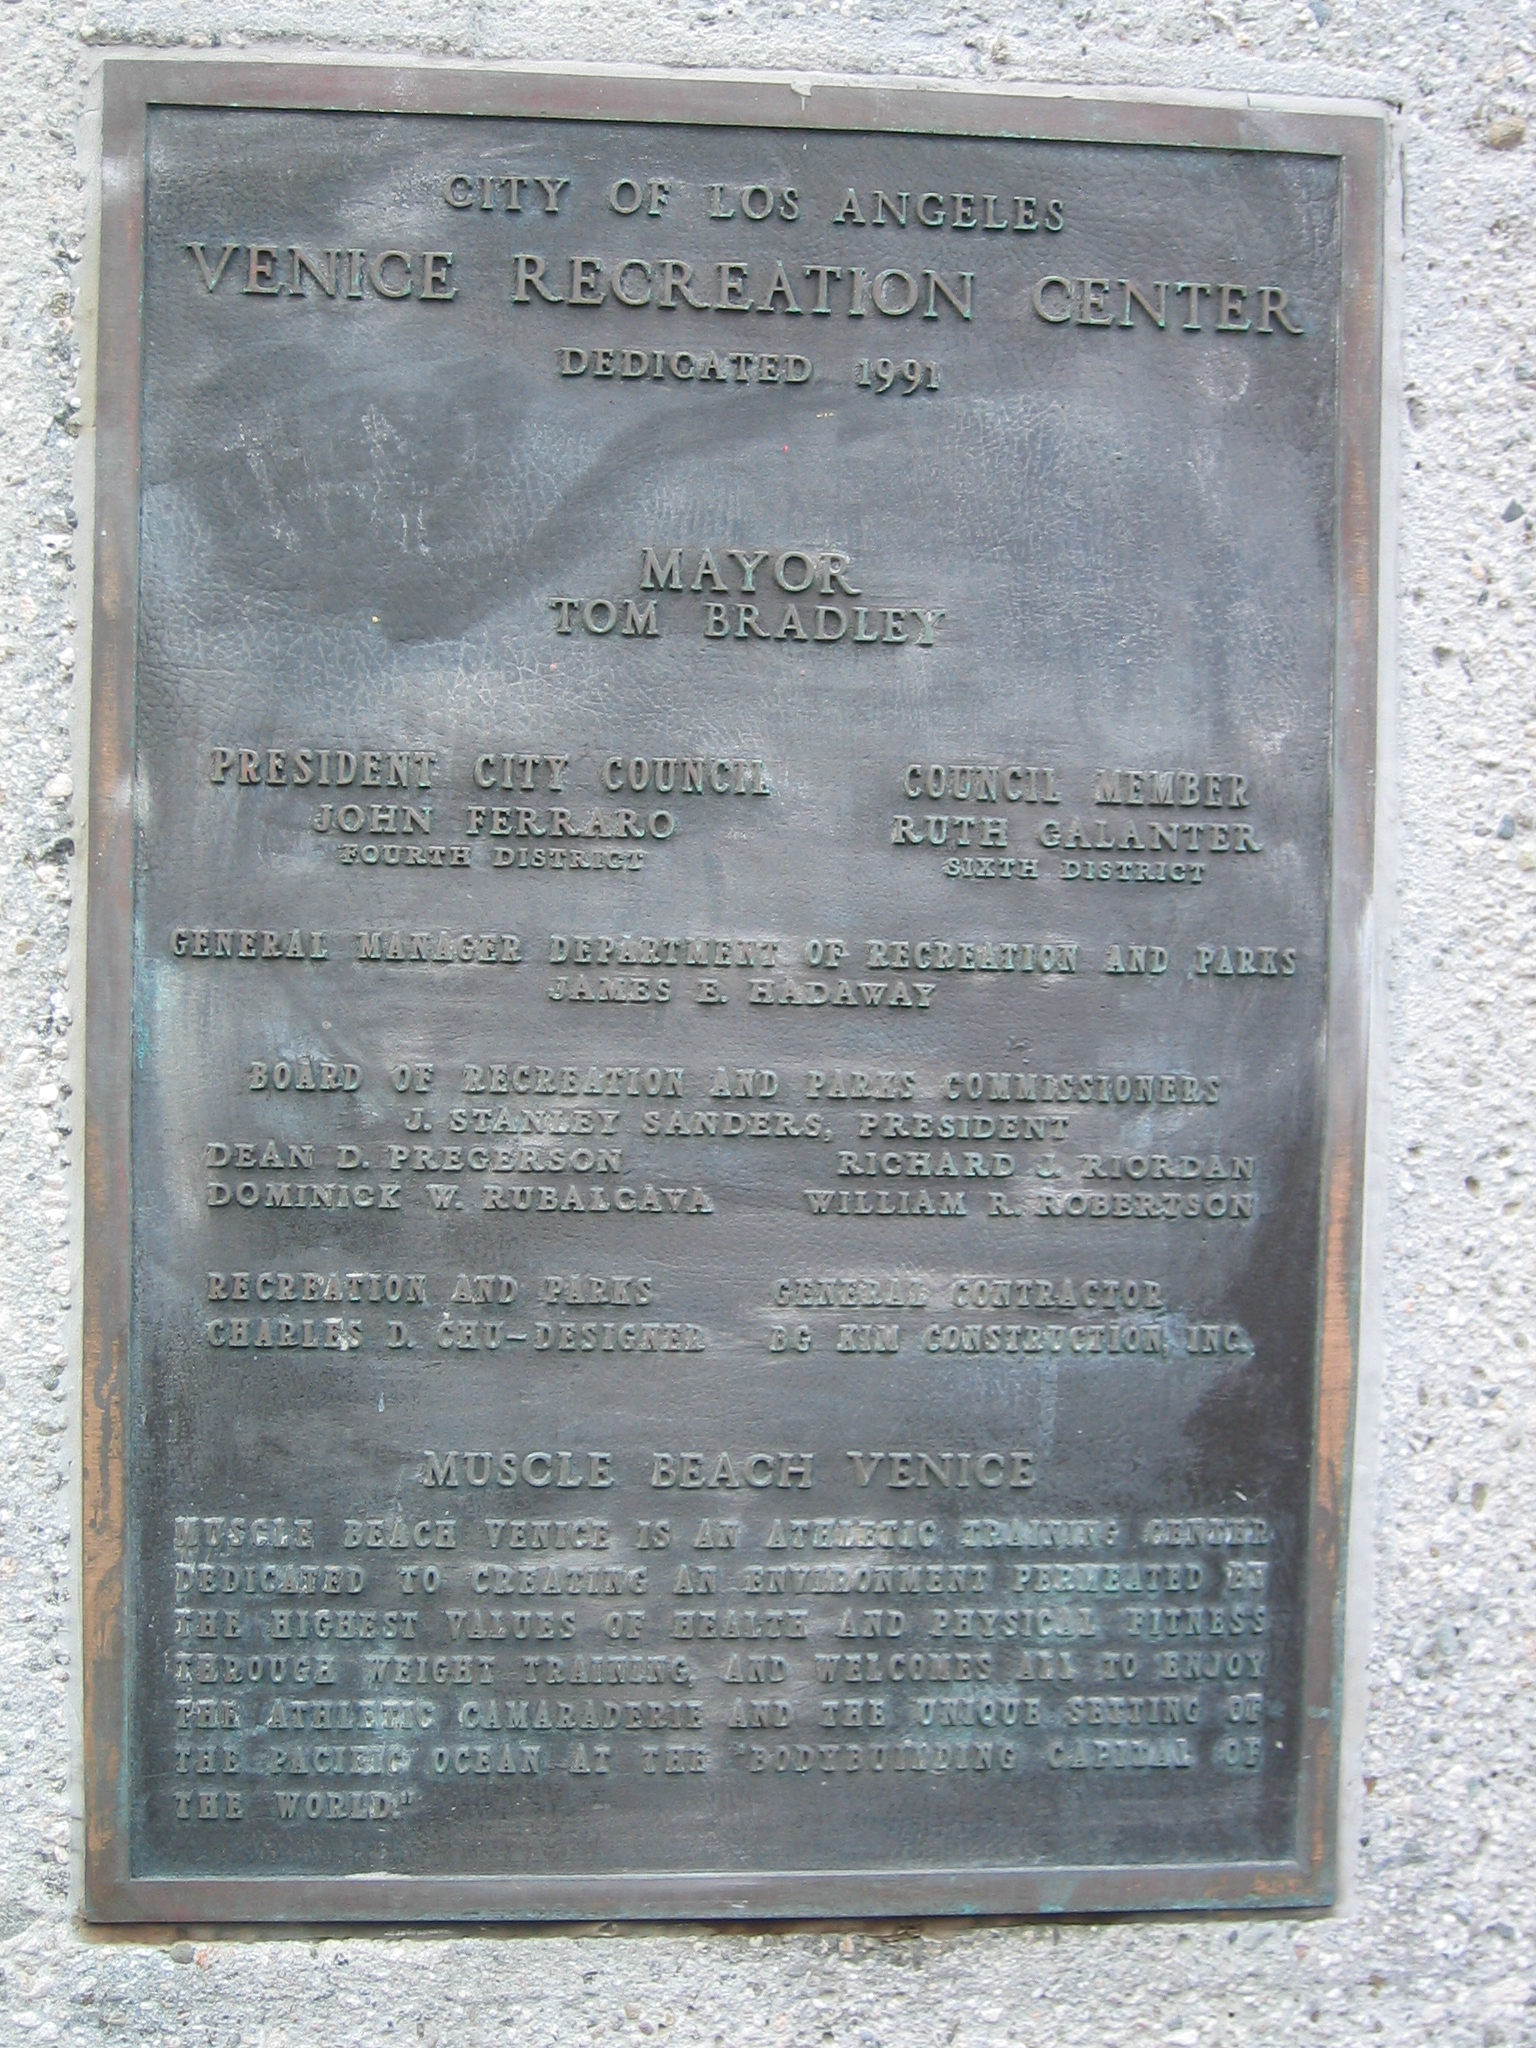 CITY OF LOS ANGELES
VENICE RECREATION CENTER
DEDICATED 1991
MAYOR
TOM BRADLEY
PRESIDENT CITY COUNCIL
JOHN FERRARO
FOURTH DISTRICT
COUNCIL MEMBER
RUTH GALANTER
SIXTH DISTRICT
GENERAL MANAGER DEPARTMENT OF RECREATION AND PARKS
JAMES E. HADAWAY
BOARD OF RECREATION AND PARKS COMMISSIONERS
J. STANLEY SANDERS, PRESIDENT
DEAN D. PREGERSON RICHARD J. RIORDAN
DOMINICK W. RUBALCAVA WILLIAM R. ROBERTSON
RECREATION AND PARKS
CHARLES D. CHU-DESIGNER
GENERAL CONTRACTOR
BG KIM CONSTRUCTION, INC.
MUSCLE BEACH VENICE
MUSCLE BEACH VENICE IS AN ATHLETIC TRAINING CENTER
DEDICATED TO CREATING AN ENVIRONMENT PERMEATED BY
THE HIGHEST VALUES OF HEALTH AND PHYSICAL FITNESS
THROUGH WEIGHT TRAINING, AND WELCOMES ALL TO ENJOY
THE ATHLETIC CAMARADERIE AND THE UNIQUE SETTING OF
THE PACIFIC OCEAN AT THE "BODYBUILDING CAPITAL OF
THE WORLD."